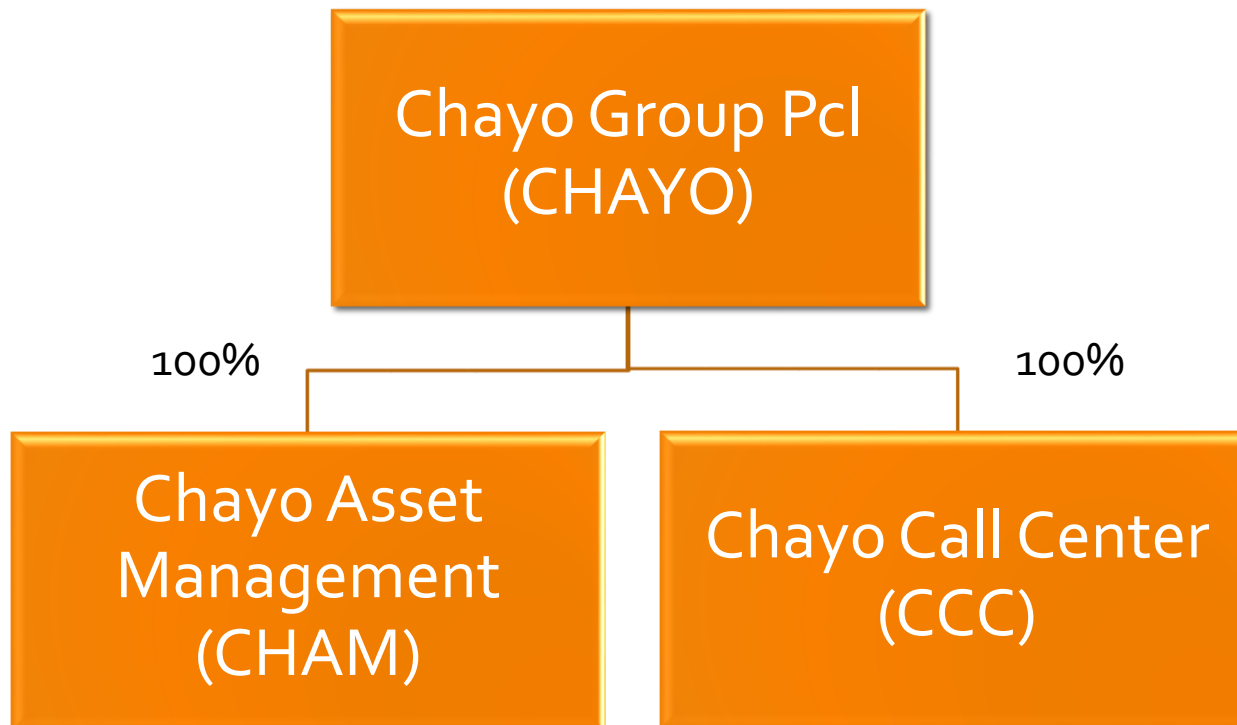 Chayo Group Pcl
(CHAYO)
100%
100%
Chayo Asset
Management
(CHAM)
Chayo Call Center
(CCC)